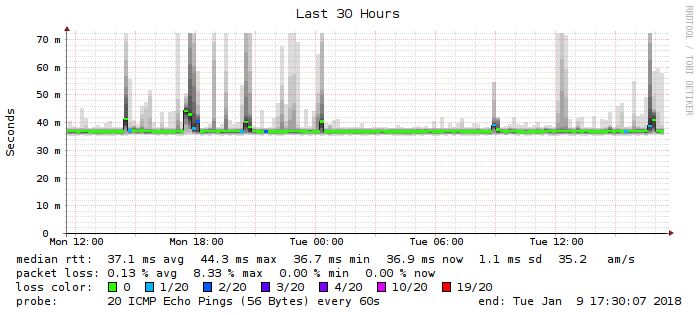 Last 30 Hours
RRDTOOL / TOBI OETIKER
Seconds
70 m
60 m
50 m
40 m
30 m
20 m
10 m
0
Mon 12:00 Mon 18:00 Tue 00:00 Tue 06:00 Tue 12:00
median rtt: 37.1 ms avg 44.3 ms max 36.7 ms min 36.9 ms now 1.1 ms sd 35.2 am/s
packet loss: 0.13 % avg 8.33 % max 0.00 % min 0.00 % now
loss color: 0 1/20 2/20 3/20 4/20 10/20 19/20
probe: 20 ICMP Echo Pings (56 Bytes) every 60s end: Tue Jan 9 17:30:07 2018